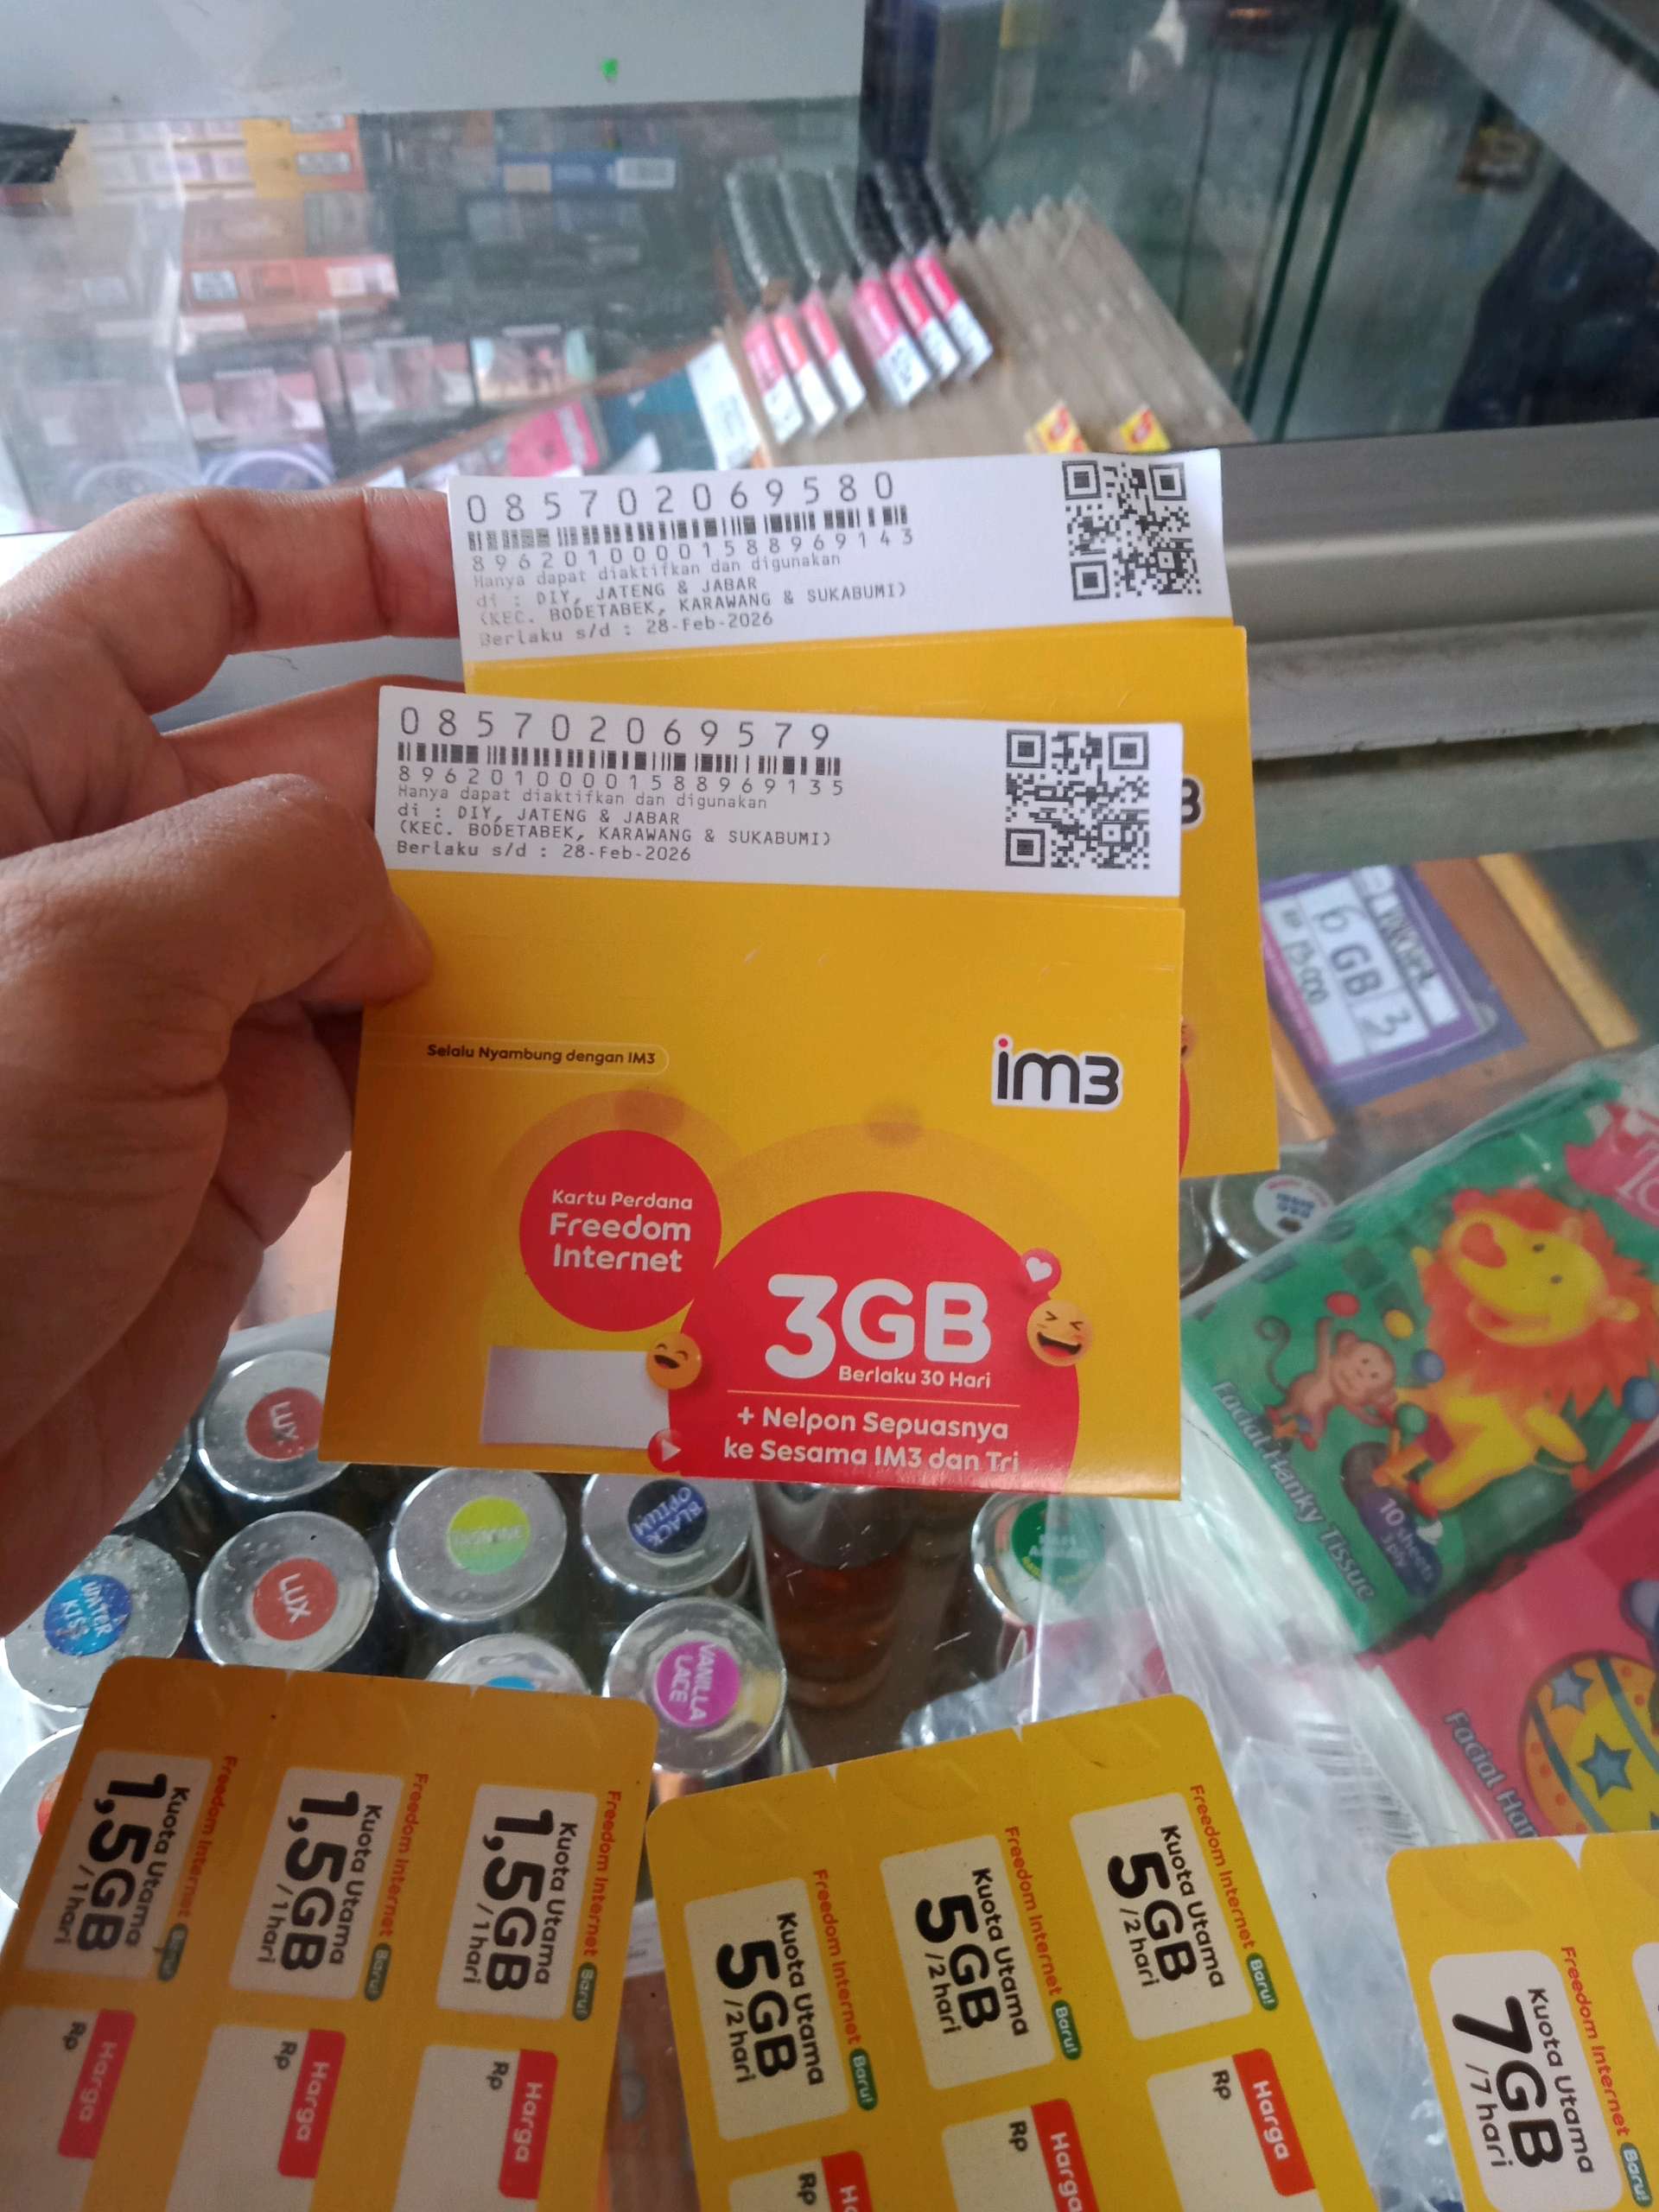 085702069580
89620100001588969143
Hanya dapat diaktifkan dan digunakan
di : DIY, JATENG & JABAR
(KEC. BODETABEK, KARAWANG & SUKABUMI)
Berlaku s/d : 28-Feb-2026
085702069579
89620100001588969135
Hanya dapat diaktifkan dan digunakan
di : DIY, JATENG & JABAR
(KEC. BODETABEK, KARAWANG & SUKABUMI)
Berlaku s/d : 28-Feb-2026
3
Selalu Nyambung dengan IM3
im3
Kartu Perdana
Freedom
Internet
3GB
Berlaku 30 Hari
+ Nelpon Sepuasnya
ke Sesama IM3 dan Tri
6 GB
3
Facial Hanky Tissue
10 sheets
Facial Han
LUX
BLACK
OPIUM
WATER
KISS
LUX
VANILLA
LACE
Freedom Internet Baru!
Kuota Utama
1,5GB
/1 hari
Harga
Rp
Freedom Internet Baru!
Kuota Utama
1,5GB
/1 hari
Harga
Rp
Freedom Internet Baru!
Kuota Utama
1,5GB
/1 hari
Harga
Rp
Freedom Internet Baru!
Kuota Utama
5GB
/2 hari
Rp
Freedom Internet Baru!
Kuota Utama
5GB
/2 hari
Harga
Rp
Freedom Internet Baru!
Kuota Utama
5GB
/2 hari
Harga
Rp
Freedom Internet Baru!
Kuota Utama
7GB
/7 hari